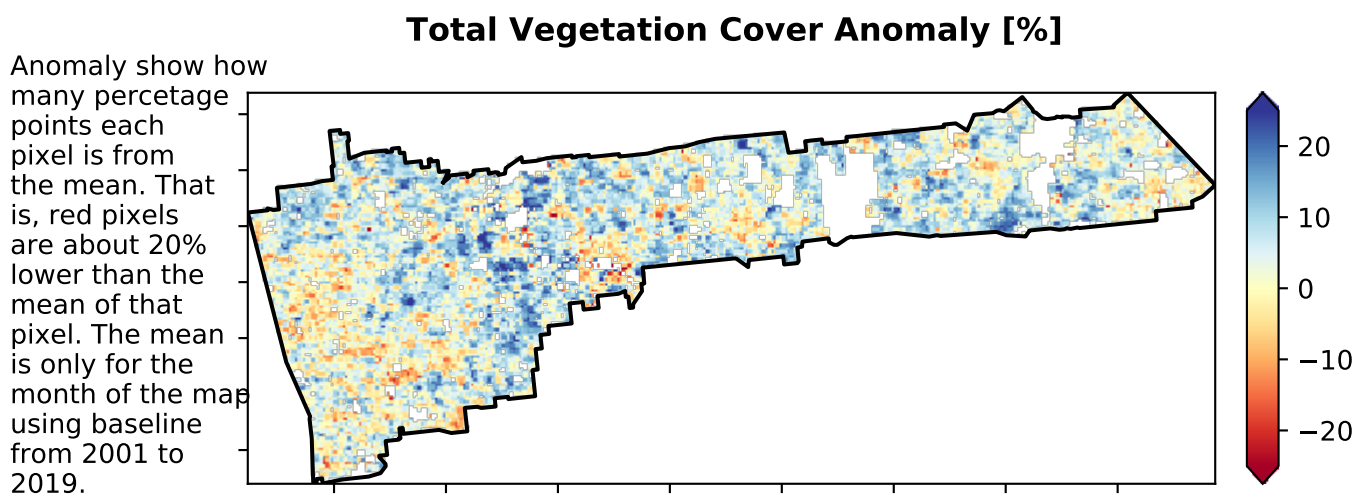 Total Vegetation Cover Anomaly [%]
Anomaly show how
many percetage
points each
pixel is from
the mean. That
is, red pixels
are about 20%
lower than the
mean of that
pixel. The mean
is only for the
month of the map
using baseline
from 2001 to
2019.
20
10
0
−10
−20